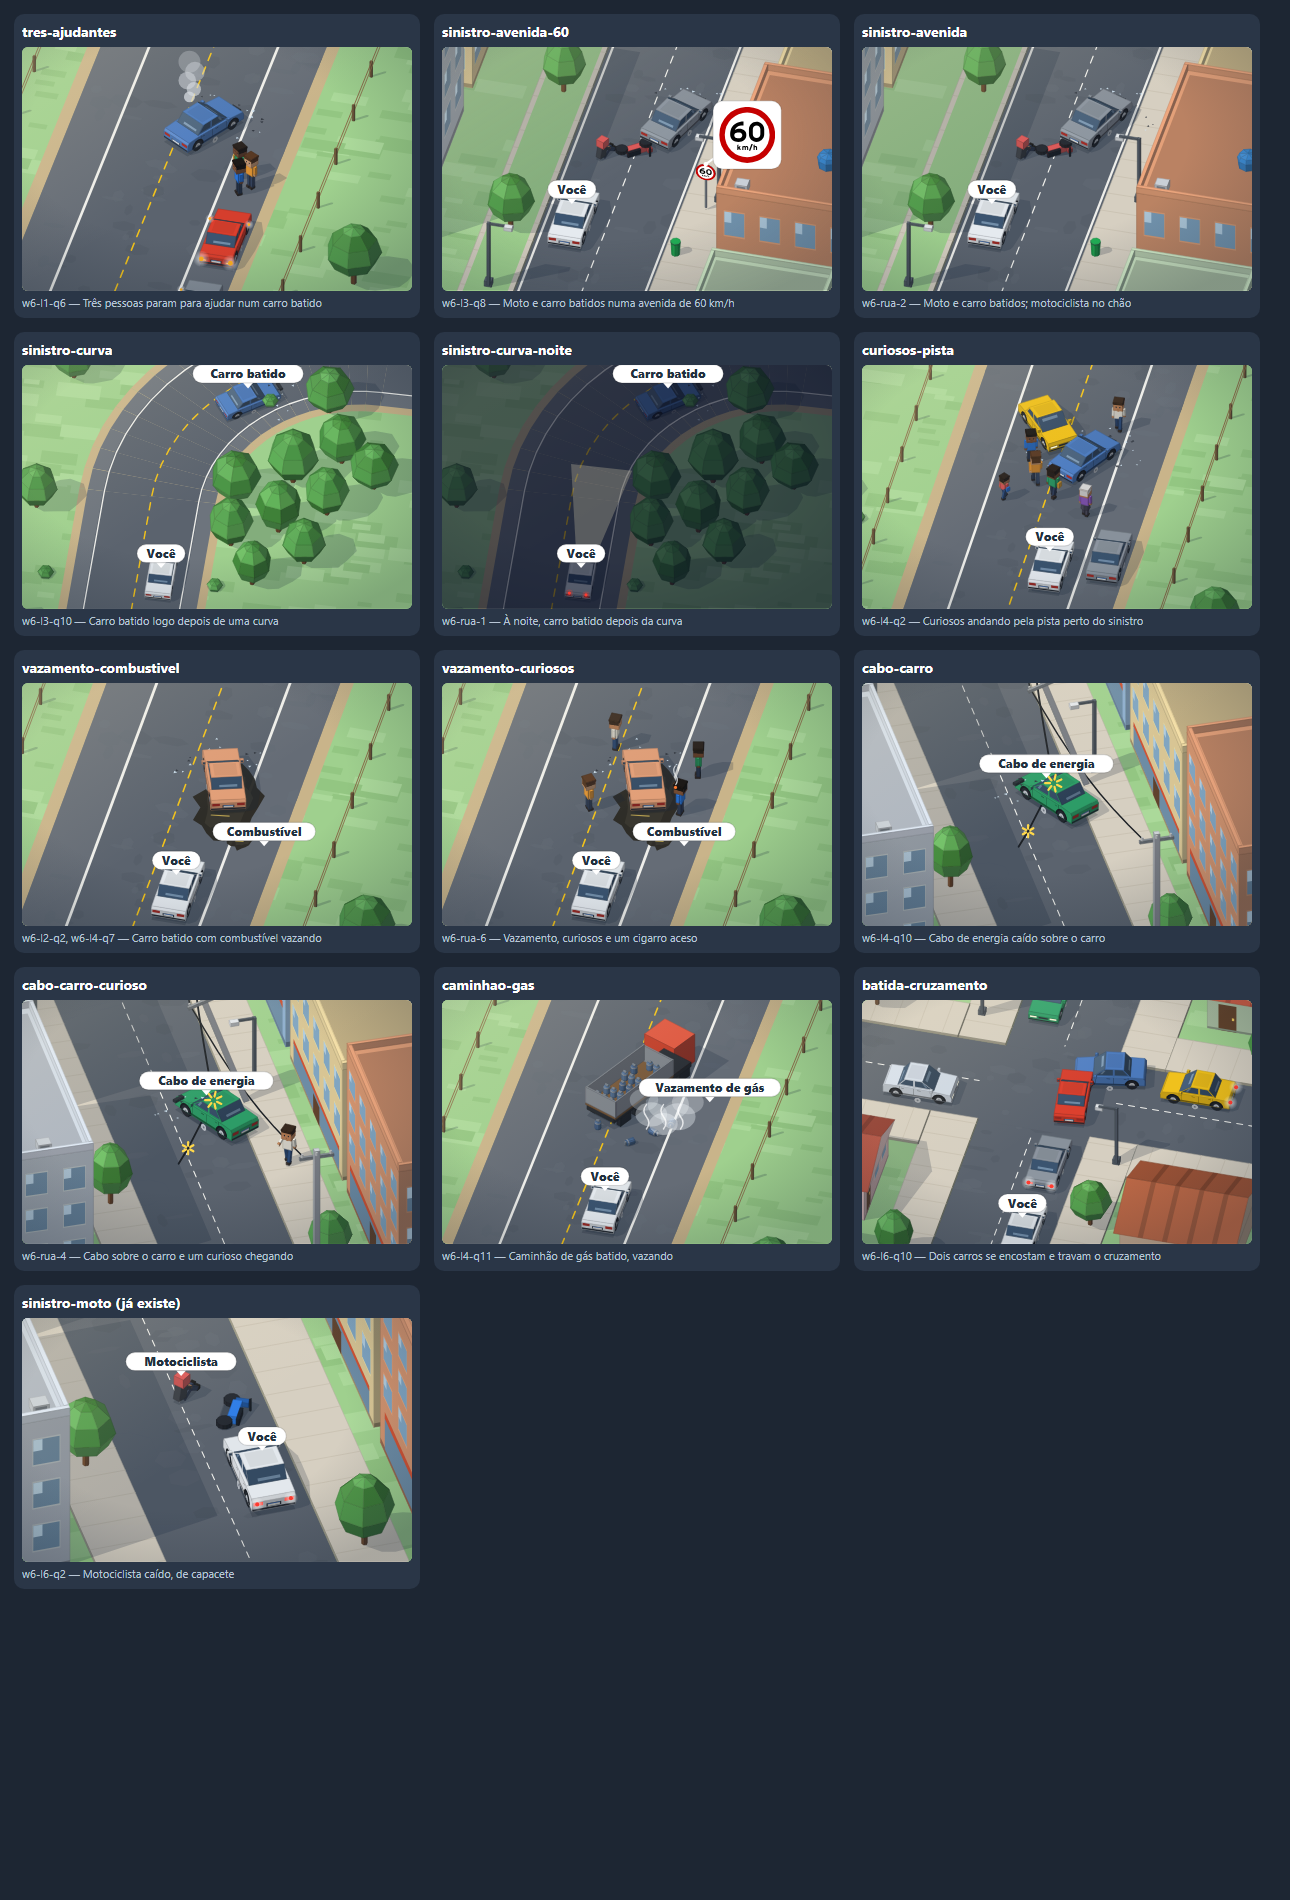 tres-ajudantes
w6-l1-q6 — Três pessoas param para ajudar num carro batido
sinistro-avenida-60
60
km/h
60
Você
w6-l3-q8 — Moto e carro batidos numa avenida de 60 km/h
sinistro-avenida
Você
w6-rua-2 — Moto e carro batidos; motociclista no chão
sinistro-curva
Carro batido
Você
w6-l3-q10 — Carro batido logo depois de uma curva
sinistro-curva-noite
Carro batido
Você
w6-rua-1 — À noite, carro batido depois da curva
curiosos-pista
Você
w6-l4-q2 — Curiosos andando pela pista perto do sinistro
vazamento-combustivel
Combustível
Você
w6-l2-q2, w6-l4-q7 — Carro batido com combustível vazando
vazamento-curiosos
Combustível
Você
w6-rua-6 — Vazamento, curiosos e um cigarro aceso
cabo-carro
Cabo de energia
w6-l4-q10 — Cabo de energia caído sobre o carro
cabo-carro-curioso
Cabo de energia
w6-rua-4 — Cabo sobre o carro e um curioso chegando
caminhao-gas
Vazamento de gás
Você
w6-l4-q11 — Caminhão de gás batido, vazando
batida-cruzamento
Você
w6-l6-q10 — Dois carros se encostam e travam o cruzamento
sinistro-moto (já existe)
Motociclista
Você
w6-l6-q2 — Motociclista caído, de capacete